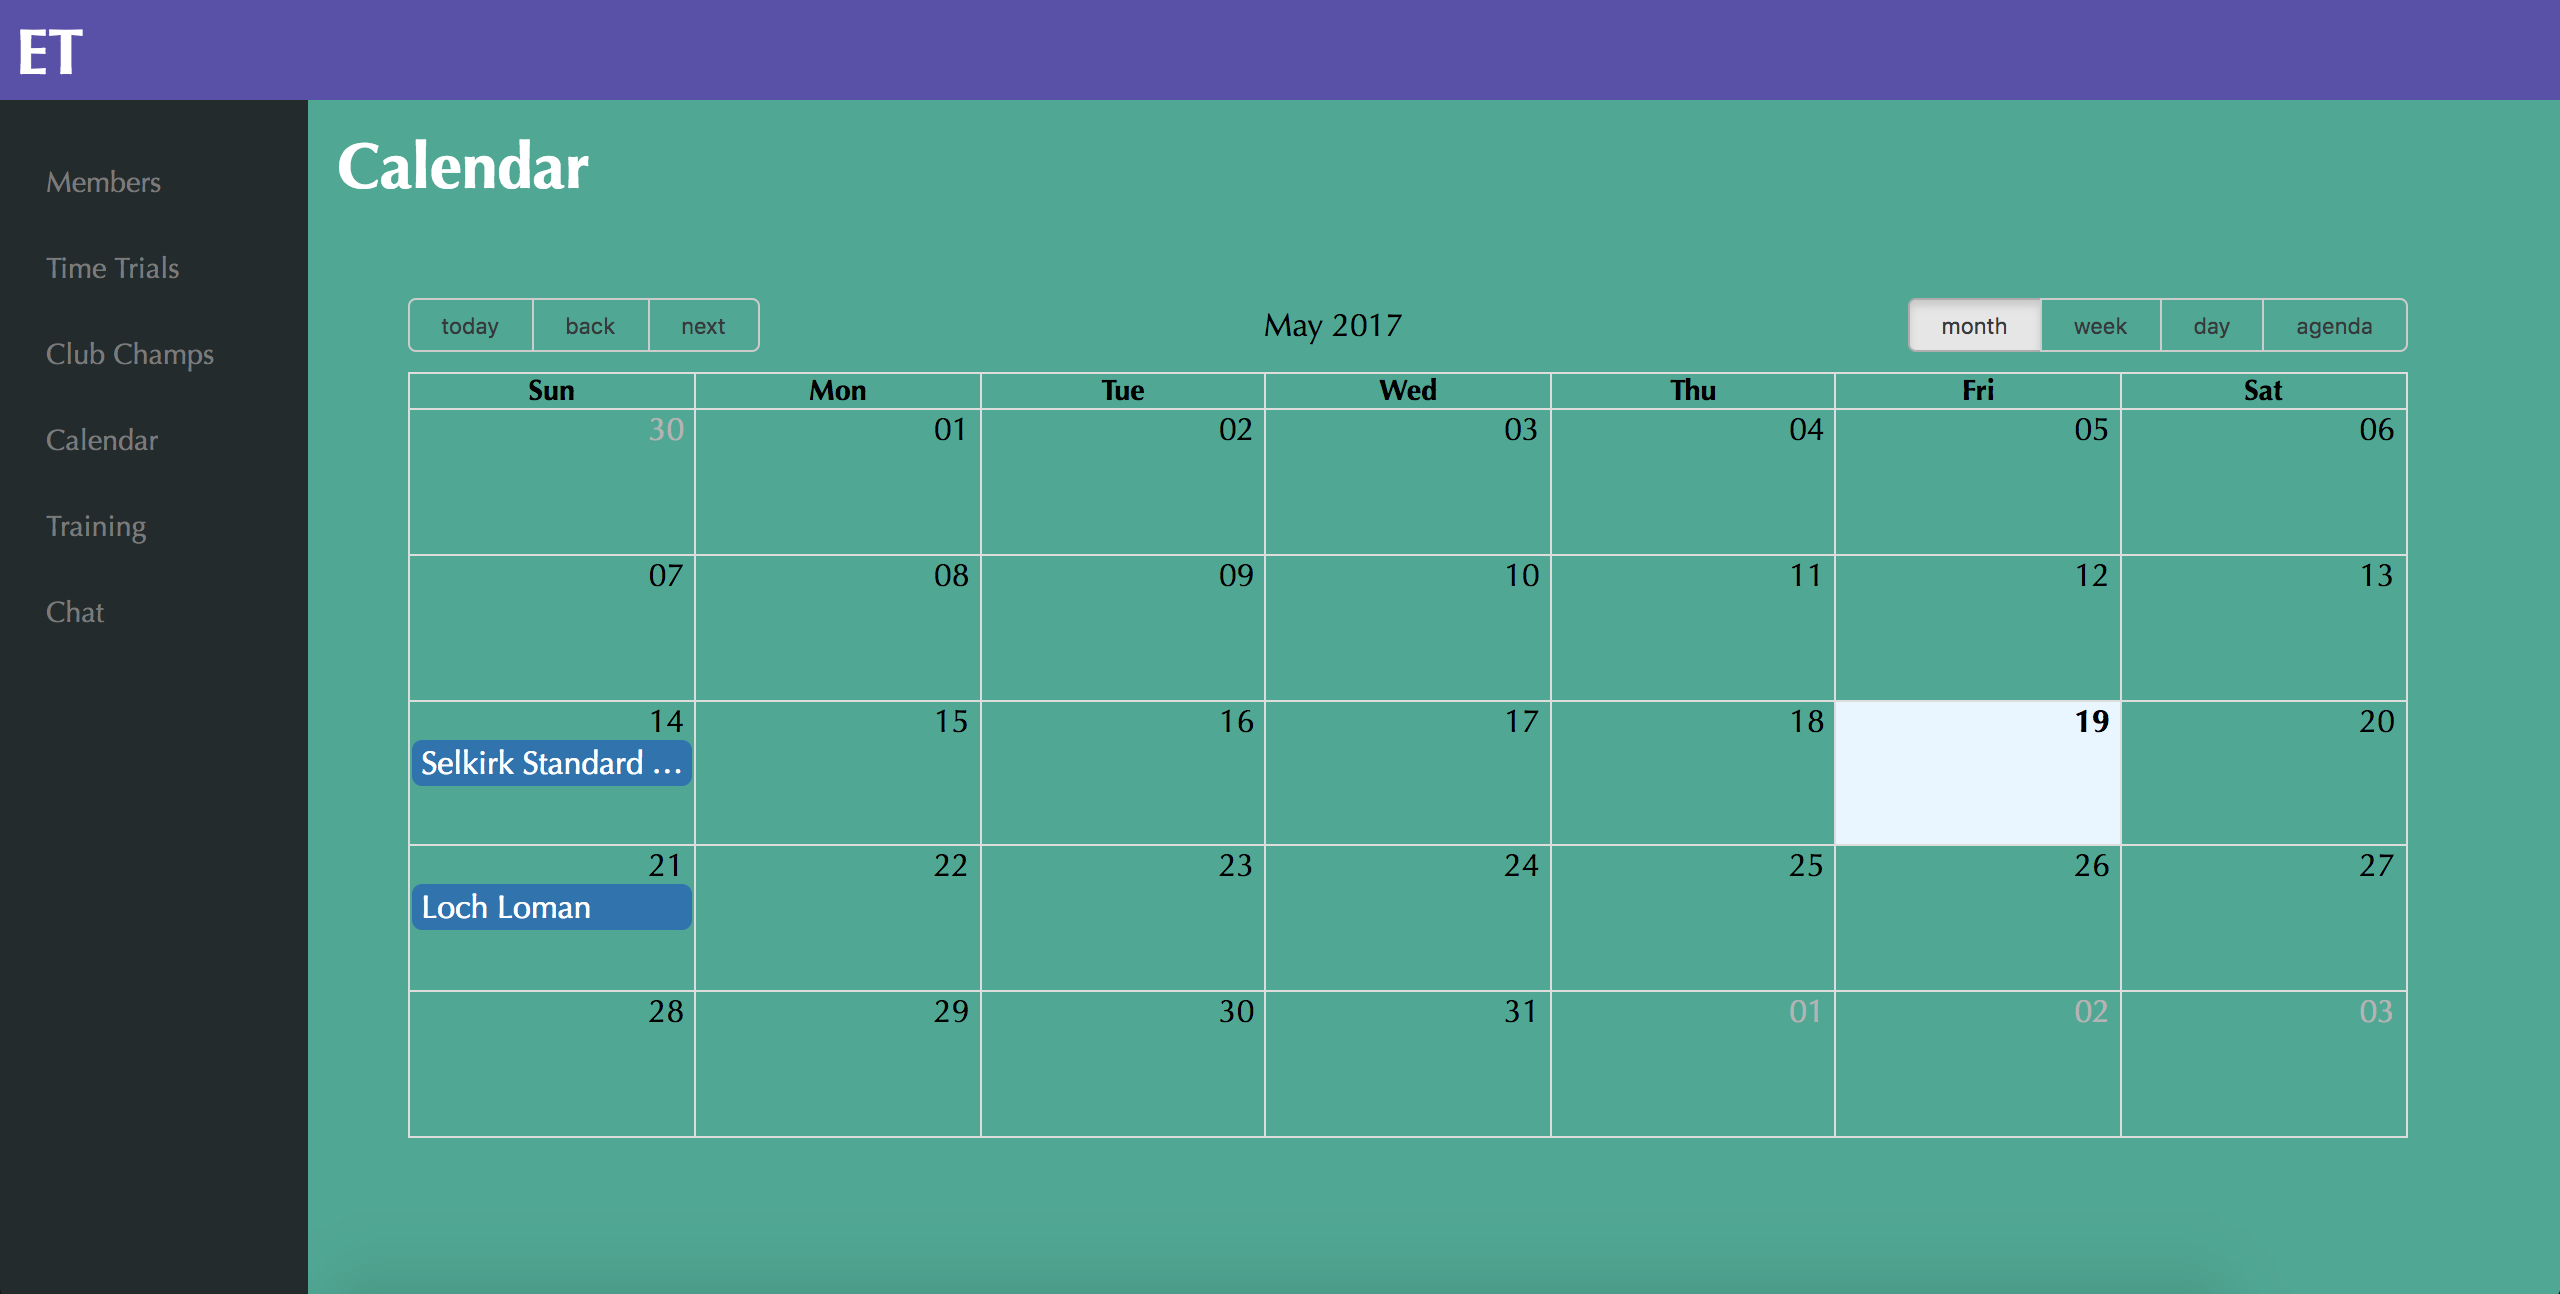 ET
Members
Time Trials
Club Champs
Calendar
Training
Chat
Calendar
today back next May 2017 month week day agenda
Sun Mon Tue Wed Thu Fri Sat
30 01 02 03 04 05 06
07 08 09 10 11 12 13
14 15 16 17 18 19 20
Selkirk Standard ...
21 22 23 24 25 26 27
Loch Loman
28 29 30 31 01 02 03